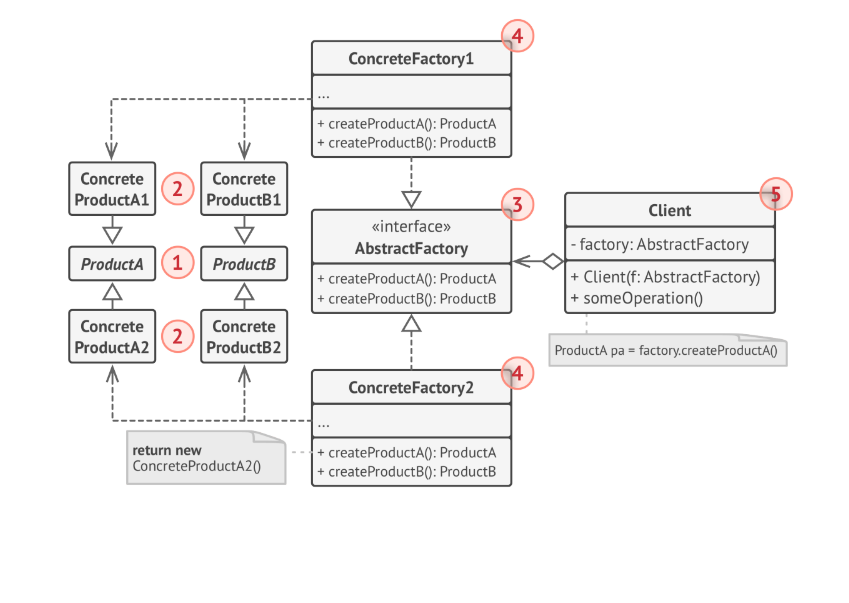 4
ConcreteFactory1
...
+ createProductA(): ProductA
+ createProductB(): ProductB
Concrete
ProductA1
2
Concrete
ProductB1
ProductA
1
ProductB
Concrete
ProductA2
2
Concrete
ProductB2
3
«interface»
AbstractFactory
+ createProductA(): ProductA
+ createProductB(): ProductB
5
Client
- factory: AbstractFactory
+ Client(f: AbstractFactory)
+ someOperation()
ProductA pa = factory.createProductA()
4
ConcreteFactory2
...
+ createProductA(): ProductA
+ createProductB(): ProductB
return new
ConcreteProductA2()